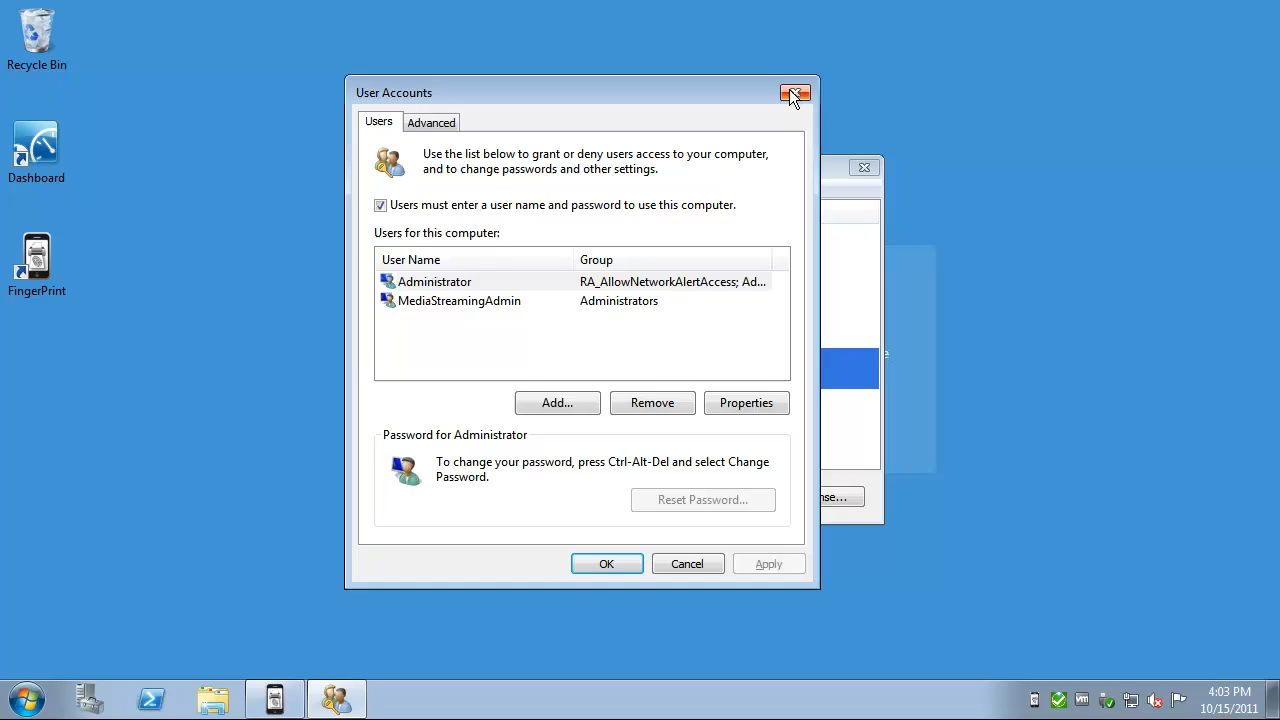 Recycle Bin
Dashboard
FingerPrint
User Accounts
Users
Advanced
Use the list below to grant or deny users access to your computer,
and to change passwords and other settings.
Users must enter a user name and password to use this computer.
Users for this computer:
User Name Group
Administrator RA_AllowNetworkAlertAccess; Ad...
MediaStreamingAdmin Administrators
Add... Remove Properties
Password for Administrator
To change your password, press Ctrl-Alt-Del and select Change
Password.
Reset Password...
OK Cancel Apply
nse...
e
4:03 PM
10/15/2011